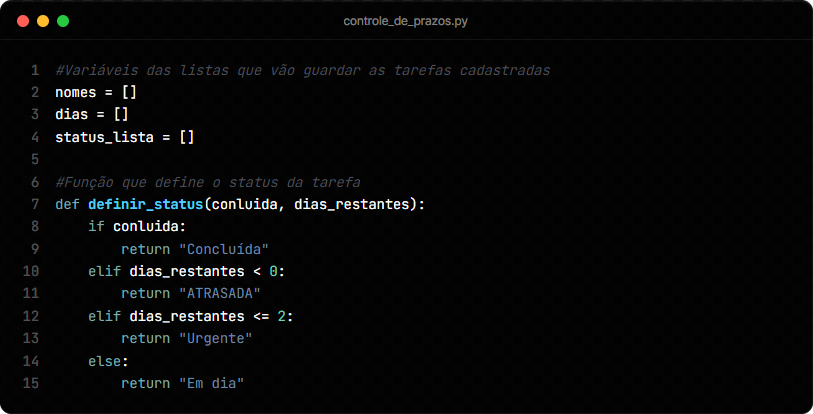 controle_de_prazos.py
1 #Variáveis das listas que vão guardar as tarefas cadastradas
2 nomes = []
3 dias = []
4 status_lista = []
5
6 #Função que define o status da tarefa
7 def definir_status(conluida, dias_restantes):
8     if conluida:
9         return "Concluída"
10     elif dias_restantes < 0:
11         return "ATRASADA"
12     elif dias_restantes <= 2:
13         return "Urgente"
14     else:
15         return "Em dia"